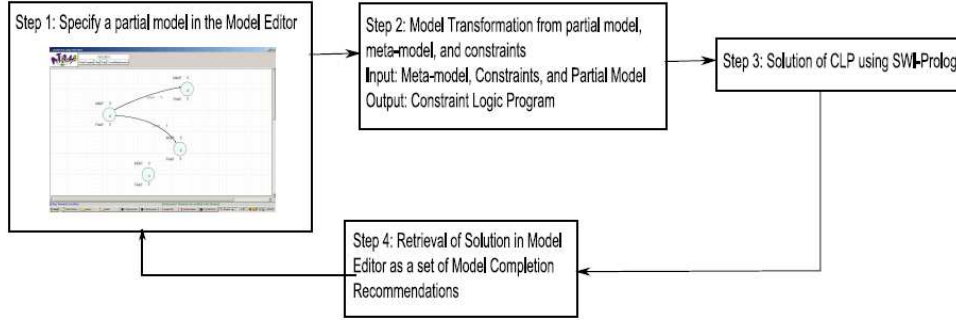 Step 1: Specify a partial model in the Model Editor
Step 2: Model Transformation from partial model,
meta-model, and constraints
Input: Meta-model, Constraints, and Partial Model
Output: Constraint Logic Program
Step 3: Solution of CLP using SWI-Prolog
Step 4: Retrieval of Solution in Model
Editor as a set of Model Completion
Recommendations